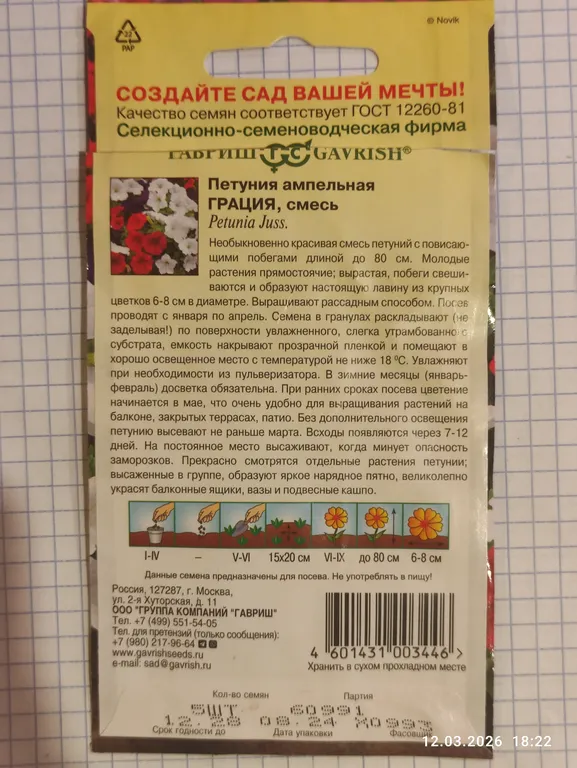 © Novik
22
PAP
СОЗДАЙТЕ САД ВАШЕЙ МЕЧТЫ!
Качество семян соответствует ГОСТ 12260-81
Селекционно-семеноводческая фирма
ГАВРИШ GAVRISH®
Петуния ампельная
ГРАЦИЯ, смесь
Petunia Juss.
Необыкновенно красивая смесь петуний с повисаю-
щими побегами длиной до 80 см. Молодые
растения прямостоячие; вырастая, побеги свеши-
ваются и образуют настоящую лавину из крупных
цветков 6-8 см в диаметре. Выращивают рассадным способом. Посев
проводят с января по апрель. Семена в гранулах раскладывают (не
заделывая!) по поверхности увлажненного, слегка утрамбованного
субстрата, емкость накрывают прозрачной пленкой и помещают в
хорошо освещенное место с температурой не ниже 18 ⁰С. Увлажняют
при необходимости из пульверизатора. В зимние месяцы (январь-
февраль) досветка обязательна. При ранних сроках посева цветение
начинается в мае, что очень удобно для выращивания растений на
балконе, закрытых террасах, патио. Без дополнительного освещения
петунию высевают не раньше марта. Всходы появляются через 7-12
дней. На постоянное место высаживают, когда минует опасность
заморозков. Прекрасно смотрятся отдельные растения петунии;
высаженные в группе, образуют яркое нарядное пятно, великолепно
украсят балконные ящики, вазы и подвесные кашпо.
I-IV – V-VI 15x20 см VI-IX до 80 см 6-8 см
Данные семена предназначены для посева. Не употреблять в пищу!
Россия, 127287, г. Москва,
ул. 2-я Хуторская, д. 11
ООО "ГРУППА КОМПАНИЙ "ГАВРИШ"
Тел. +7 (499) 551-05-14
Тел. для претензий (только сообщения):
+7 (980) 217-96-64
www.gavrishseeds.ru
e-mail: sad@gavrish.ru
4 601431 003446
Хранить в сухом прохладном месте
Кол-во семян Партия
5ШТ 60991
12.28 08.24 Х0993
Срок годности до Дата упаковки Фасовщик
12.03.2026 18:22